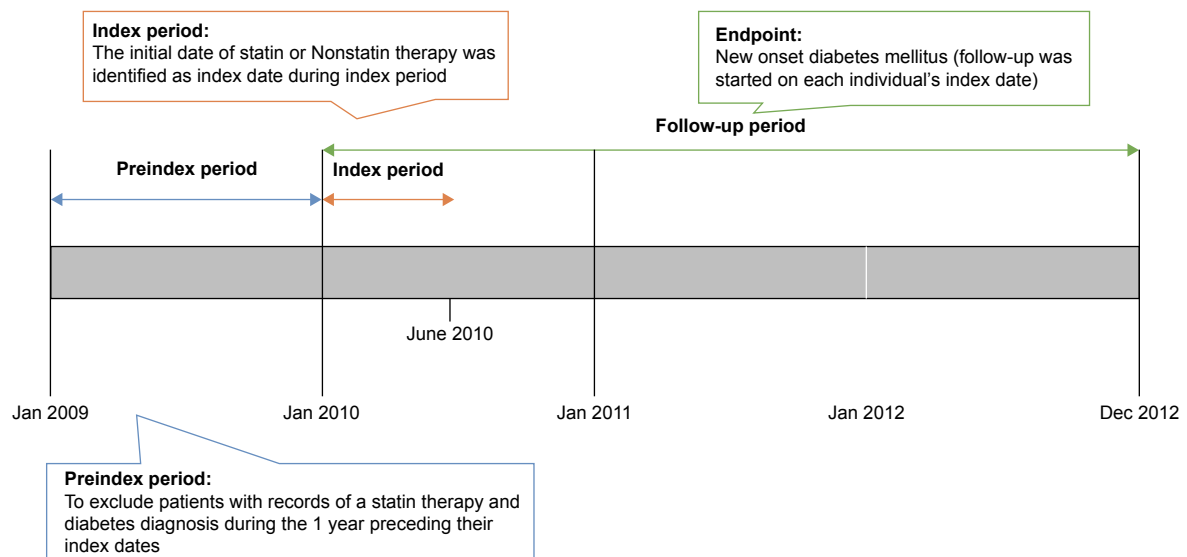 Index period:
The initial date of statin or Nonstatin therapy was
identified as index date during index period
Endpoint:
New onset diabetes mellitus (follow-up was
started on each individual's index date)
Follow-up period
Preindex period
Index period
June 2010
Jan 2009
Jan 2010
Jan 2011
Jan 2012
Dec 2012
Preindex period:
To exclude patients with records of a statin therapy and
diabetes diagnosis during the 1 year preceding their
index dates